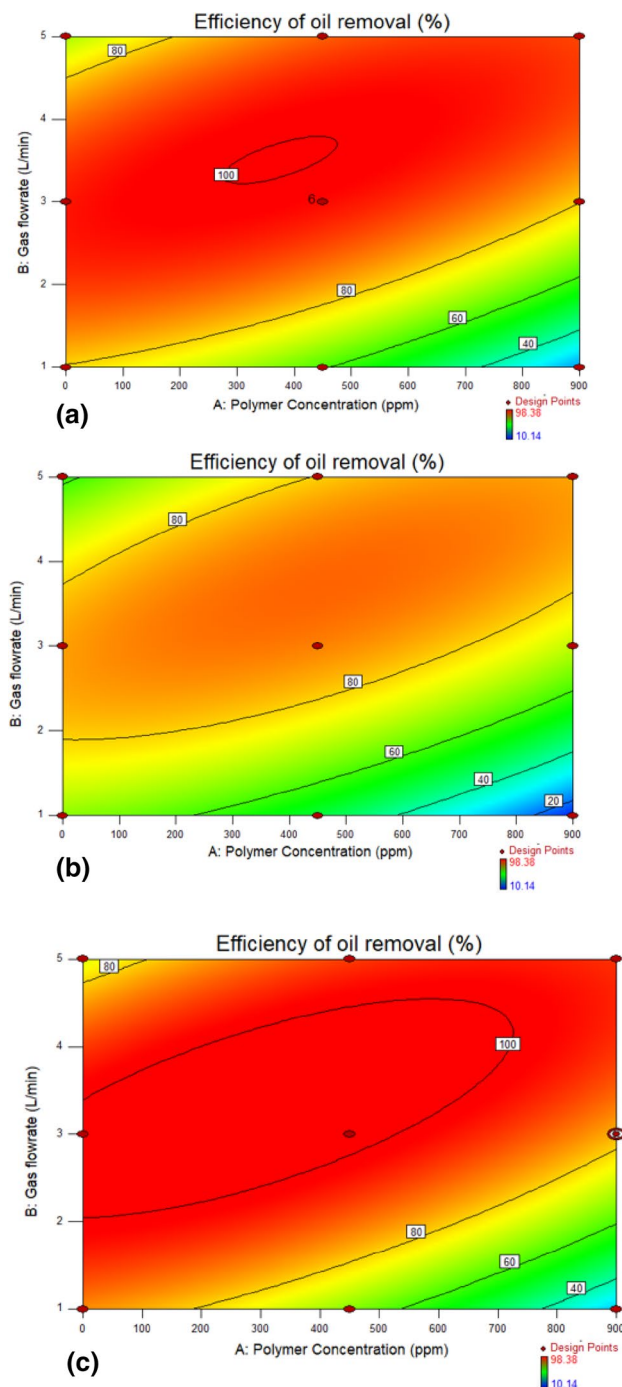 Efficiency of oil removal (%)
5
80
4
B: Gas flowrate (L/min)
100
3
6
80
2
60
40
1
0 100 200 300 400 500 600 700 800 900
A: Polymer Concentration (ppm)
(a)
Design Points
98.38
10.14
Efficiency of oil removal (%)
5
80
4
B: Gas flowrate (L/min)
3
80
2
60
40
20
1
0 100 200 300 400 500 600 700 800 900
A: Polymer Concentration (ppm)
(b)
Design Points
98.38
10.14
Efficiency of oil removal (%)
5
80
4
100
B: Gas flowrate (L/min)
3
2
80
60
40
1
0 100 200 300 400 500 600 700 800 900
A: Polymer Concentration (ppm)
(c)
Design Points
98.38
10.14